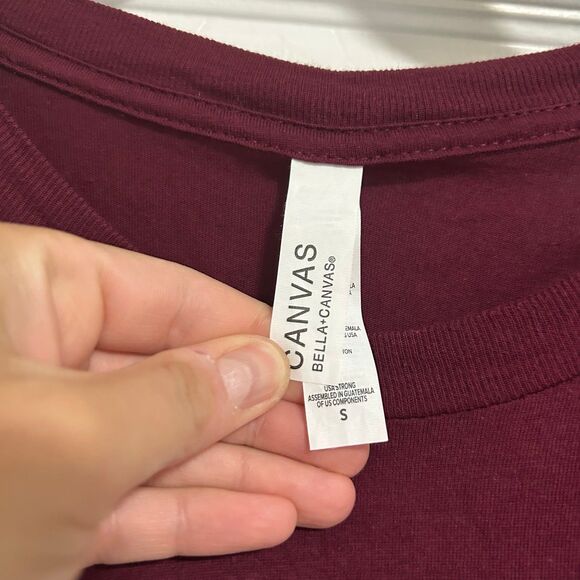 CANVAS
BELLA+CANVAS®
USA STRONG
ASSEMBLED IN GUATEMALA
OF US COMPONENTS
S